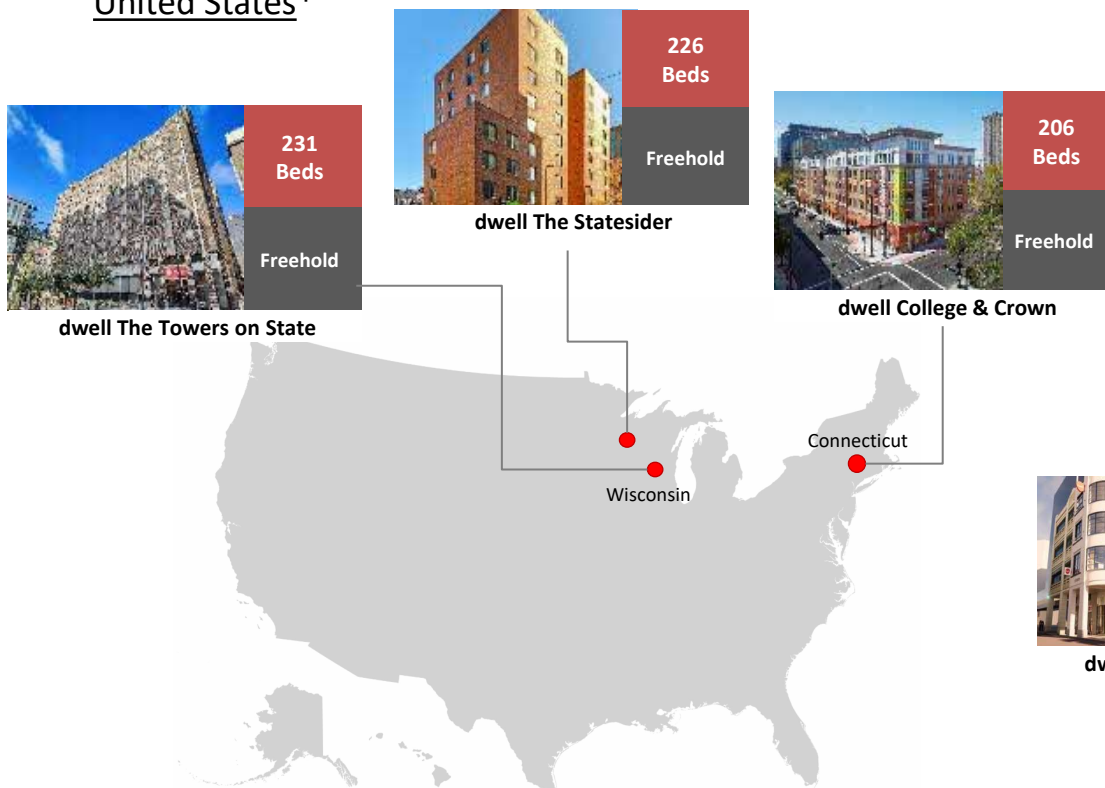 United States
226
Beds
Freehold
dwell The Statesider
231
Beds
Freehold
dwell The Towers on State
206
Beds
Freehold
dwell College & Crown
Connecticut
Wisconsin